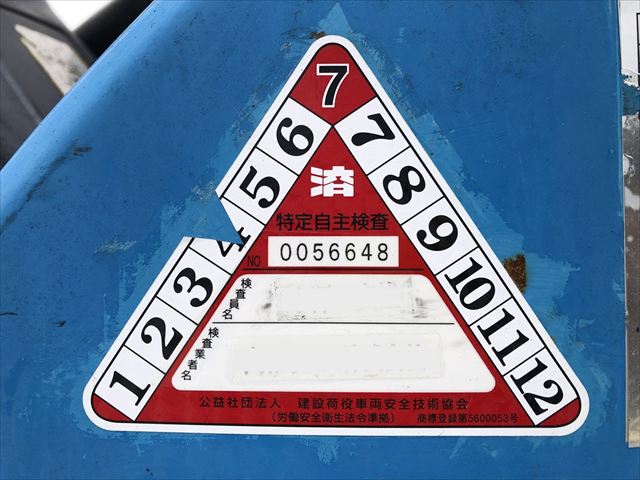 7
6
7
5
8
4
9
3
10
2
11
1
12
済
特定自主検査
NO 0056648
検査員名
検査業者名
公益社団法人 建設荷役車両安全技術協会
(労働安全衛生法令準拠) 商標登録第5600053号